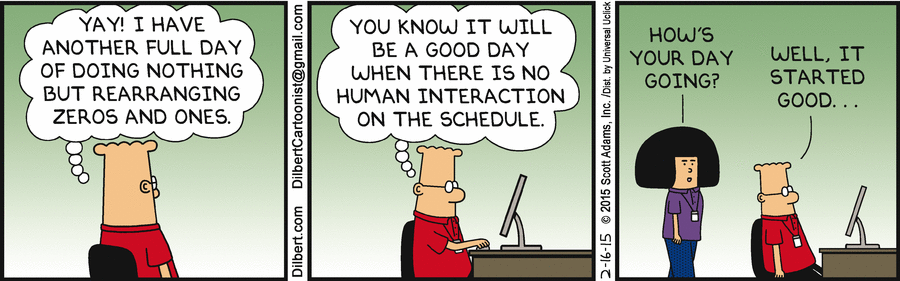 YAY! I HAVE
ANOTHER FULL DAY
OF DOING NOTHING
BUT REARRANGING
ZEROS AND ONES.
Dilbert.com DilbertCartoonist@gmail.com
YOU KNOW IT WILL
BE A GOOD DAY
WHEN THERE IS NO
HUMAN INTERACTION
ON THE SCHEDULE.
2-16-15 © 2015 Scott Adams, Inc. /Dist. by Universal Uclick
HOW'S
YOUR DAY
GOING?
WELL, IT
STARTED
GOOD...